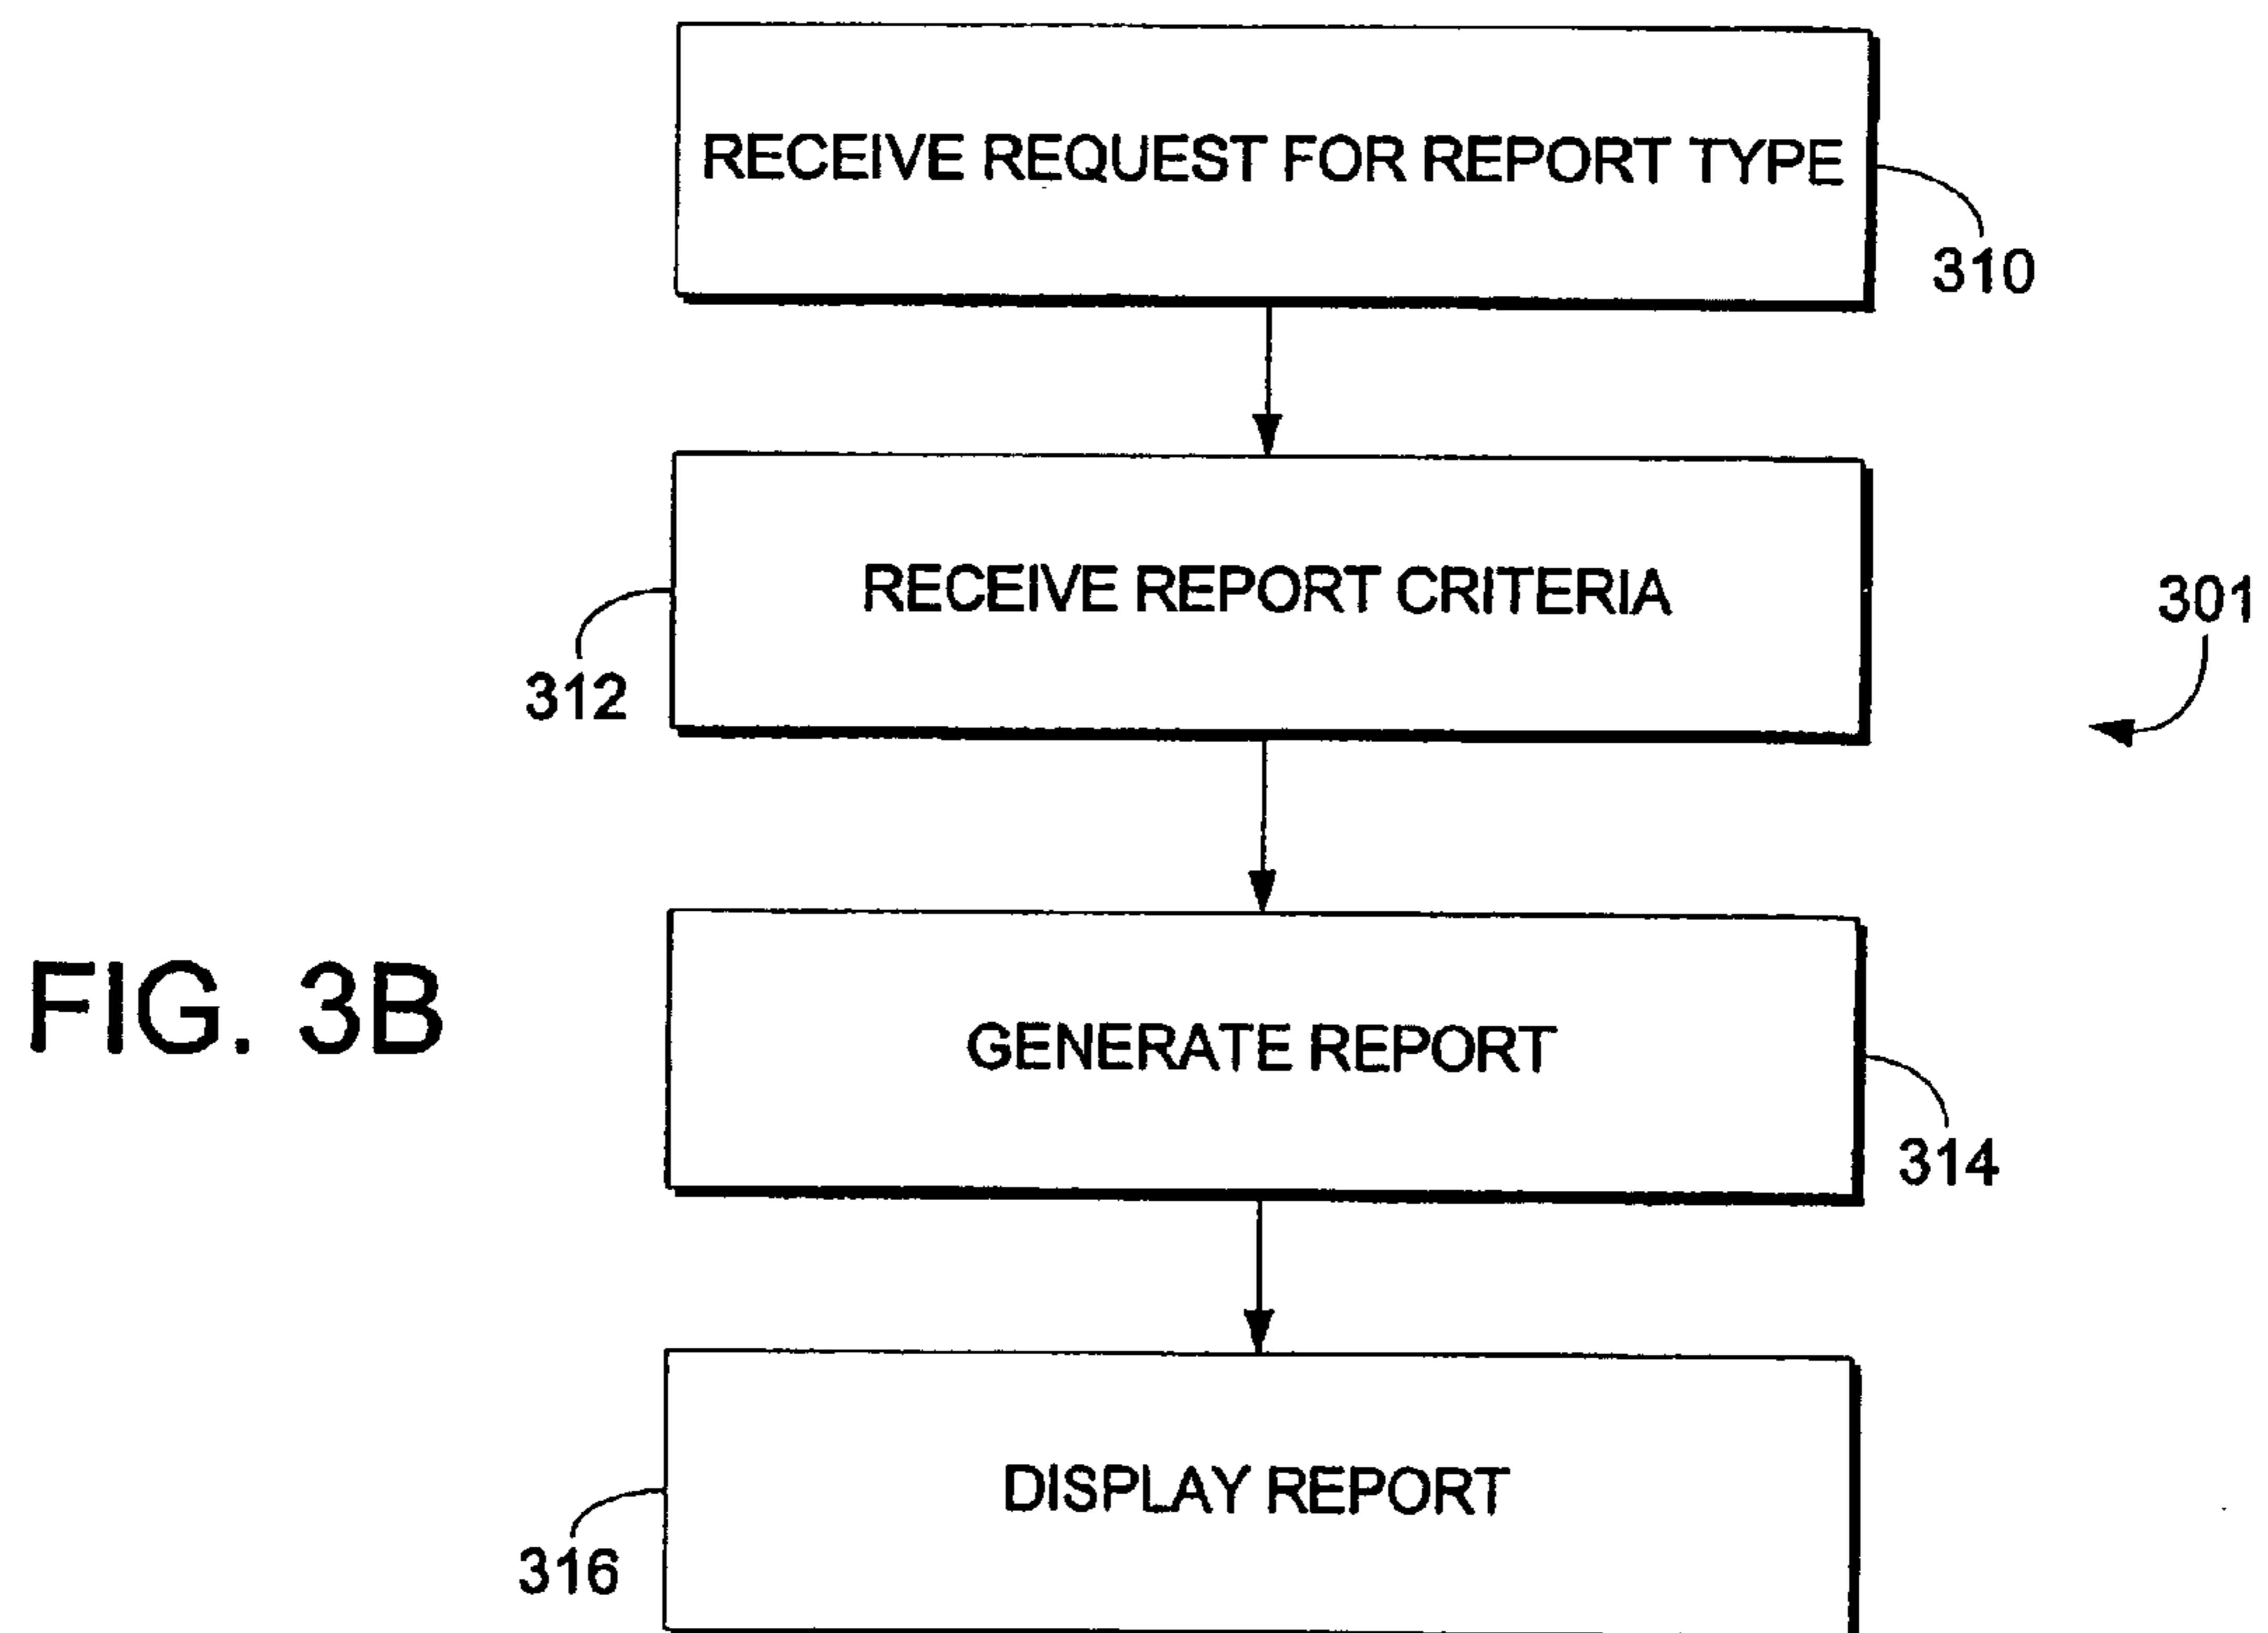 RECEIVE REQUEST FOR REPORT TYPE
310
RECEIVE REPORT CRITERIA
312
301
GENERATE REPORT
314
FIG. 3B
DISPLAY REPORT
316